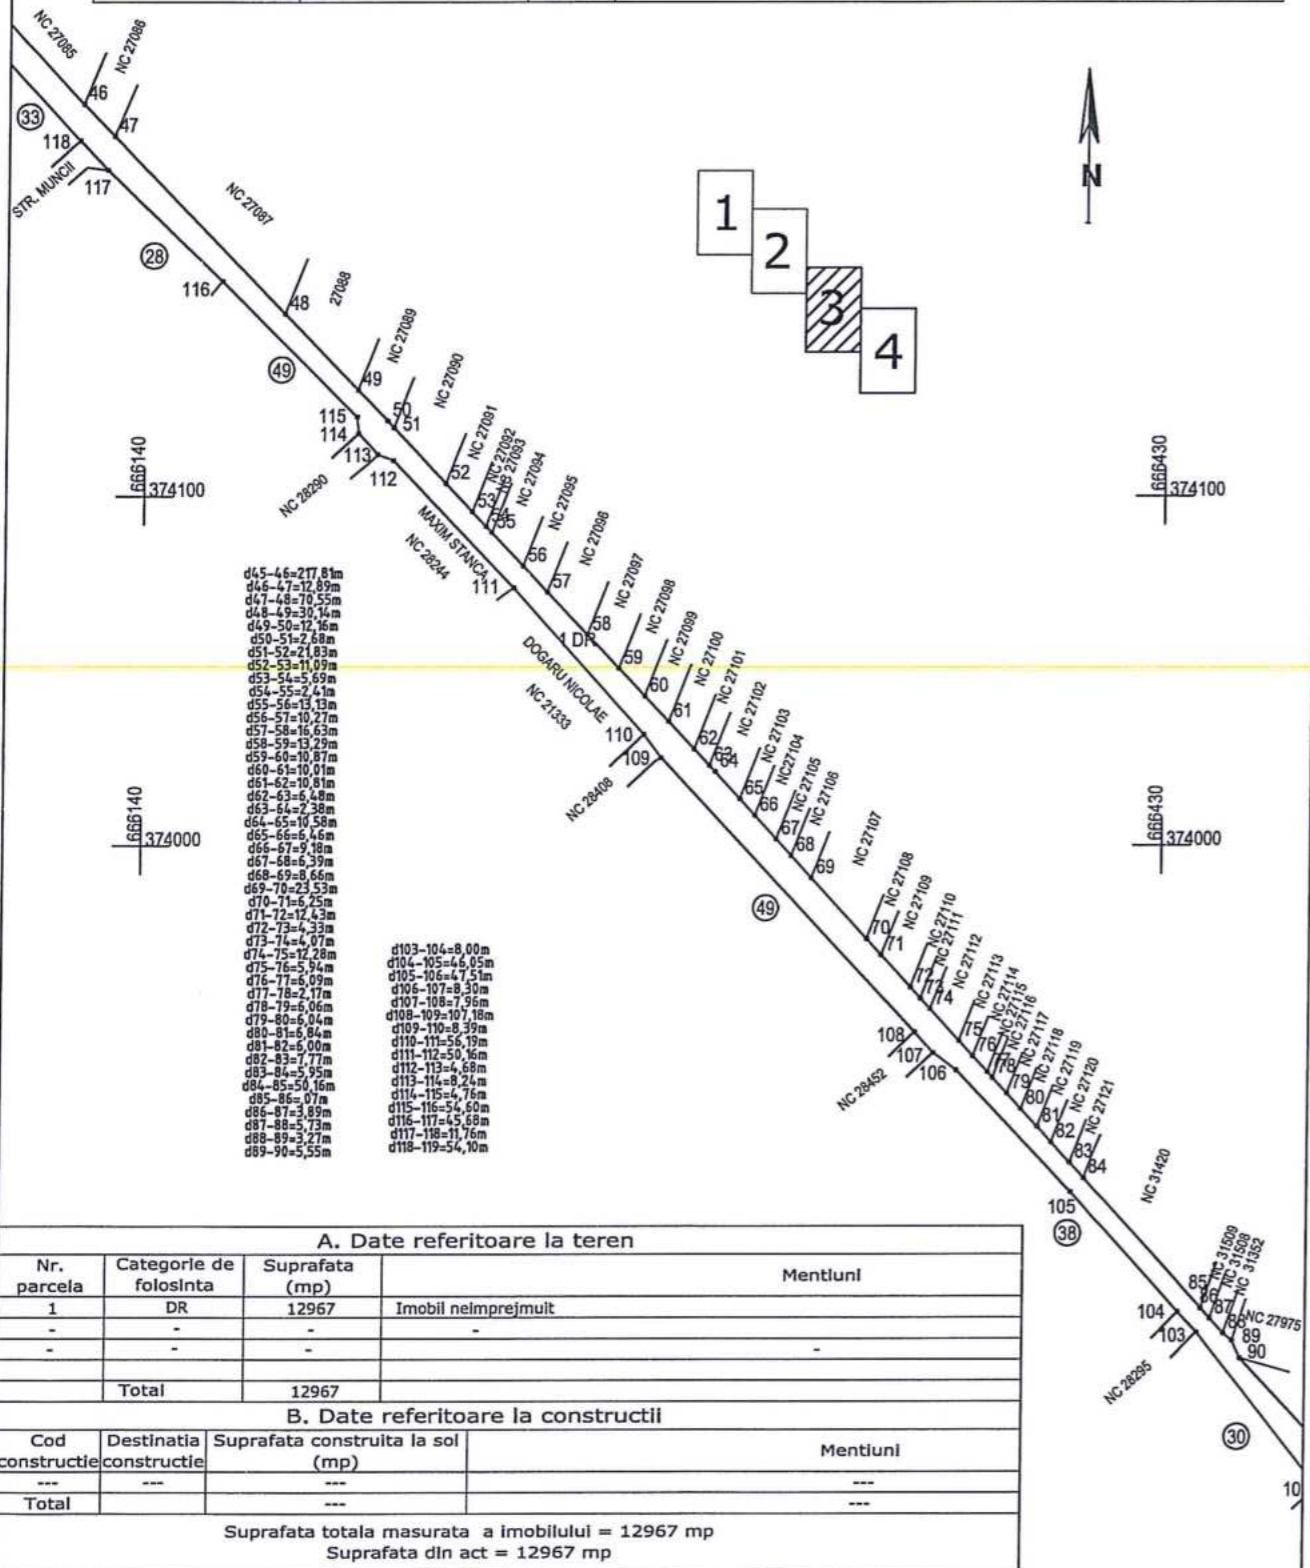 NC 27085
NC 27086
46
47
33
118
117
STR. MUNCII
NC 27087
28
116
48
27088
49
49
NC 27089
50
51
NC 27090
115
114
113
112
NC 28290
52
NC 27091
53
NC 27092
54
NC 27093
55
NC 27094
56
NC 27095
57
NC 27096
MAXIM STANCA
NC 28244
111
58
NC 27097
1 DR
59
NC 27098
60
NC 27099
61
NC 27100
62
NC 27101
63
64
NC 27102
DOGARU NICOLAE
NC 21333
110
109
NC 28408
65
NC 27103
66
NC27104
67
NC 27105
68
NC 27106
69
NC 27107
49
70
NC 27108
71
NC 27109
72
NC 27110
73
NC 27111
74
NC 27112
75
NC 27113
76
NC 27114
77
NC 27115
78
NC 27116
79
NC 27117
80
NC 27118
81
NC 27119
82
NC 27120
83
NC 27121
84
108
107
106
NC 28452
NC 31420
105
38
85
NC 31509
86
NC 31508
87
NC 31352
88
89
NC 27975
90
104
103
NC 28295
30
10
1
2
3
4
N
666140
374100
666430
374100
666140
374000
666430
374000
d45-46=217,81m
d46-47=12,89m
d47-48=70,55m
d48-49=30,14m
d49-50=12,16m
d50-51=2,68m
d51-52=21,83m
d52-53=11,09m
d53-54=5,69m
d54-55=2,41m
d55-56=13,13m
d56-57=10,27m
d57-58=16,63m
d58-59=13,29m
d59-60=10,87m
d60-61=10,01m
d61-62=10,81m
d62-63=6,48m
d63-64=2,38m
d64-65=10,58m
d65-66=6,46m
d66-67=9,18m
d67-68=6,39m
d68-69=8,66m
d69-70=23,53m
d70-71=6,25m
d71-72=12,43m
d72-73=4,33m
d73-74=4,07m
d74-75=12,28m
d75-76=5,94m
d76-77=6,09m
d77-78=2,17m
d78-79=6,06m
d79-80=6,04m
d80-81=6,84m
d81-82=6,00m
d82-83=7,77m
d83-84=5,95m
d84-85=50,16m
d85-86=,07m
d86-87=3,89m
d87-88=5,73m
d88-89=3,27m
d89-90=5,55m
d103-104=8,00m
d104-105=46,05m
d105-106=47,51m
d106-107=8,30m
d107-108=7,96m
d108-109=107,18m
d109-110=8,39m
d110-111=56,19m
d111-112=50,16m
d112-113=4,68m
d113-114=8,24m
d114-115=4,76m
d115-116=54,60m
d116-117=45,68m
d117-118=11,76m
d118-119=54,10m
A. Date referitoare la teren
Nr. parcela Categorie de folosinta Suprafata (mp) Mentiuni
1 DR 12967 Imobil neimprejmuit
- - - -
- - - -
Total 12967
B. Date referitoare la constructii
Cod constructie Destinatia constructie Suprafata construita la sol (mp) Mentiuni
--- --- --- ---
Total --- ---
Suprafata totala masurata a imobilului = 12967 mp
Suprafata din act = 12967 mp